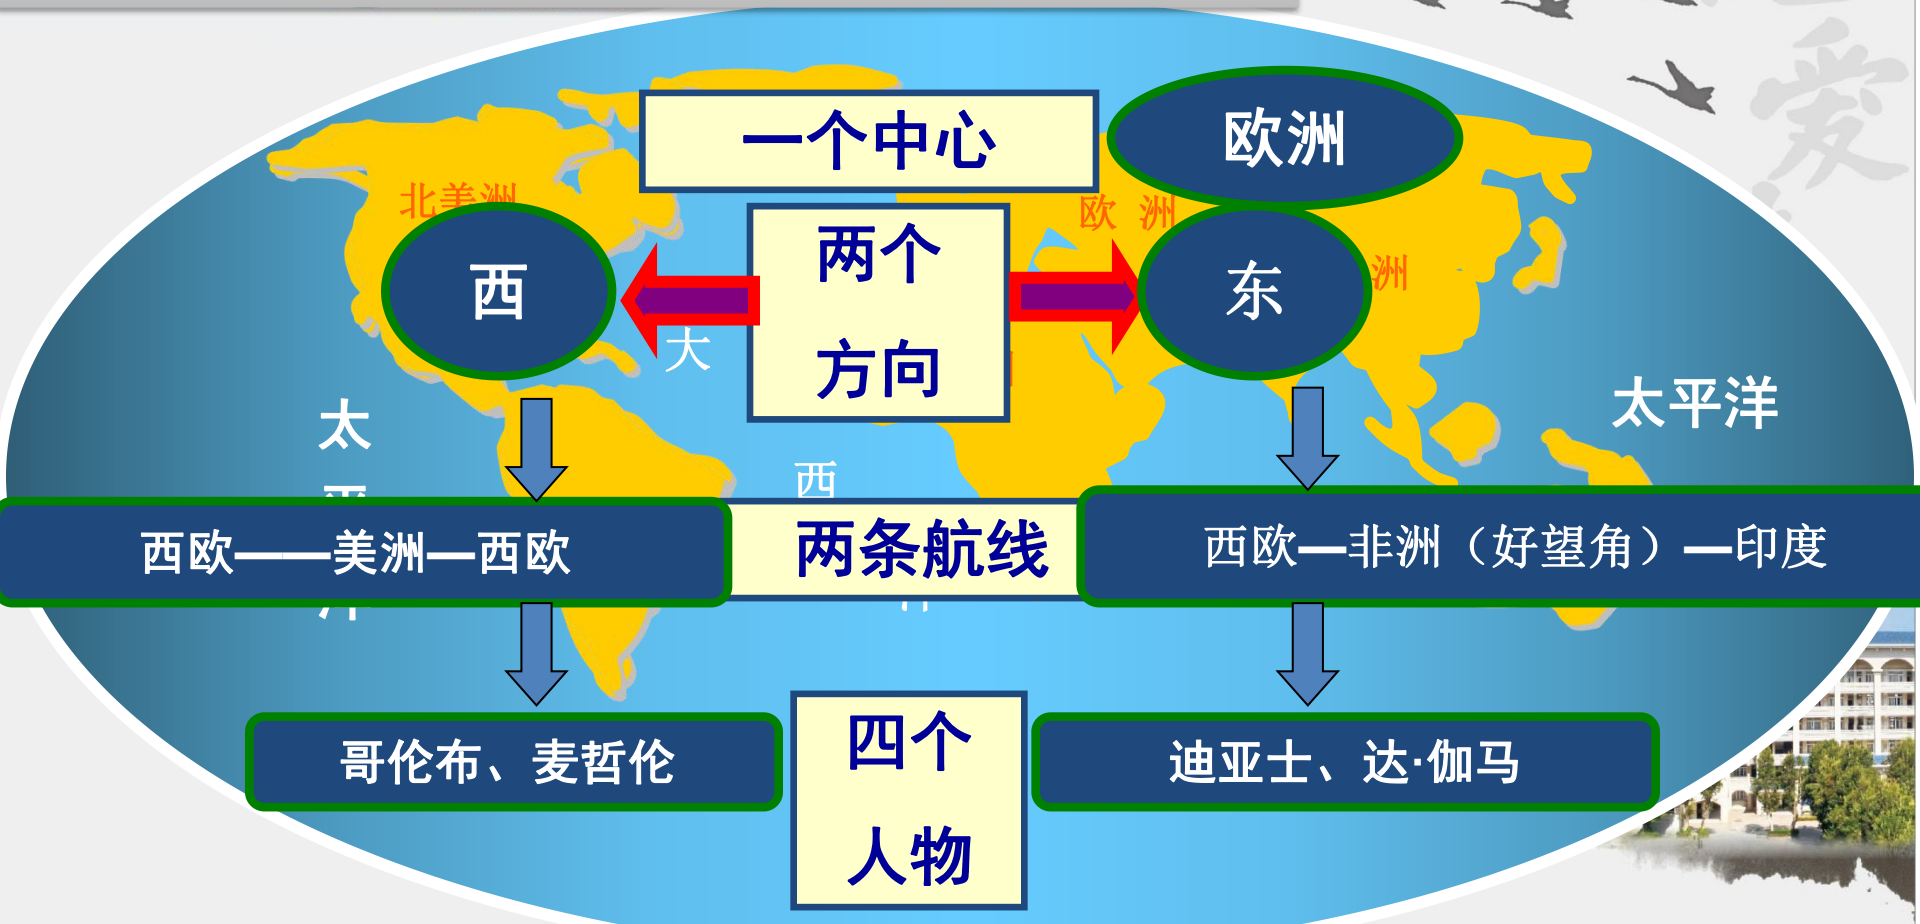 一个中心
欧洲
北美洲
欧 洲
两个
方向
西
东
洲
大
太
平
洋
西
太平洋
西欧——美洲—西欧
两条航线
西欧—非洲（好望角）—印度
哥伦布、麦哲伦
四个
人物
迪亚士、达·伽马
爱